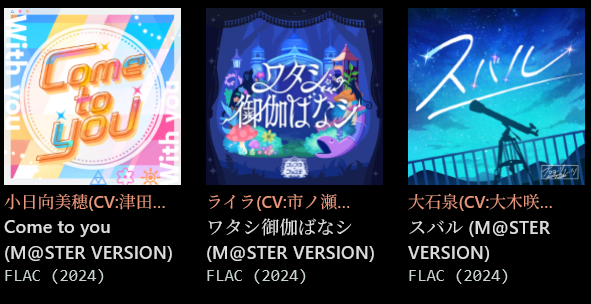 With you
Come
to
you
With you
ワタシ
御伽ばなシ
スバル
小日向美穂(CV:津田...
Come to you
(M@STER VERSION)
FLAC (2024)
ライラ(CV:市ノ瀬...
ワタシ御伽ばなシ
(M@STER VERSION)
FLAC (2024)
大石泉(CV:大木咲...
スバル (M@STER
VERSION)
FLAC (2024)